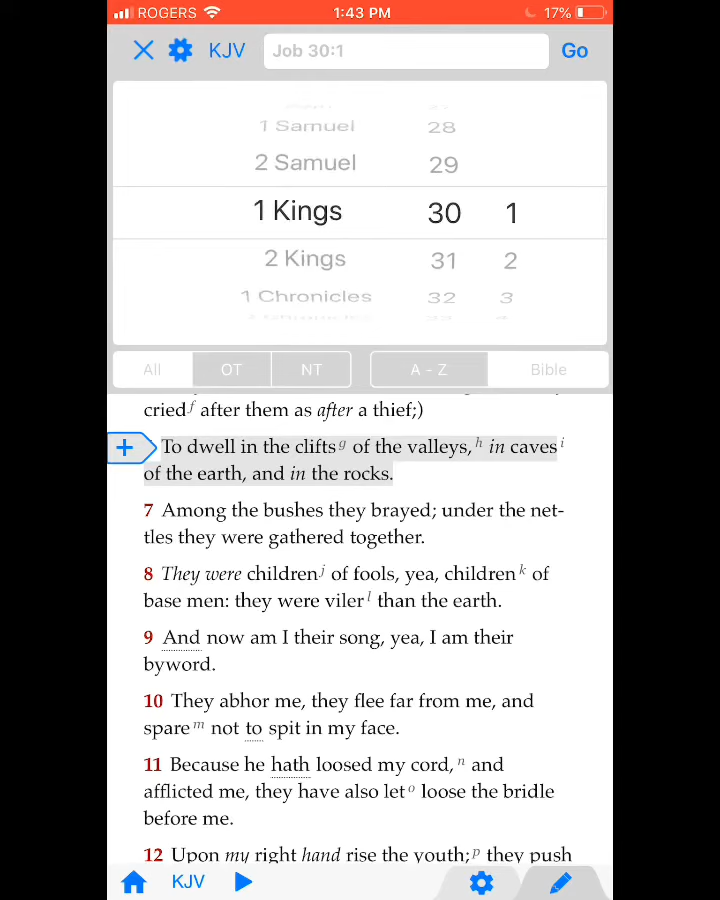 ROGERS 1:43 PM 17%
KJV Job 30:1 Go
1 Samuel 28
2 Samuel 29
1 Kings 30 1
2 Kings 31 2
1 Chronicles 32 3
All OT NT A - Z Bible
cried f after them as after a thief;)
To dwell in the clifts g of the valleys, h in caves i
of the earth, and in the rocks.
7 Among the bushes they brayed; under the net-
tles they were gathered together.
8 They were children j of fools, yea, children k of
base men: they were viler l than the earth.
9 And now am I their song, yea, I am their
byword.
10 They abhor me, they flee far from me, and
spare m not to spit in my face.
11 Because he hath loosed my cord, n and
afflicted me, they have also let o loose the bridle
before me.
12 Upon my right hand rise the youth; p they push
KJV